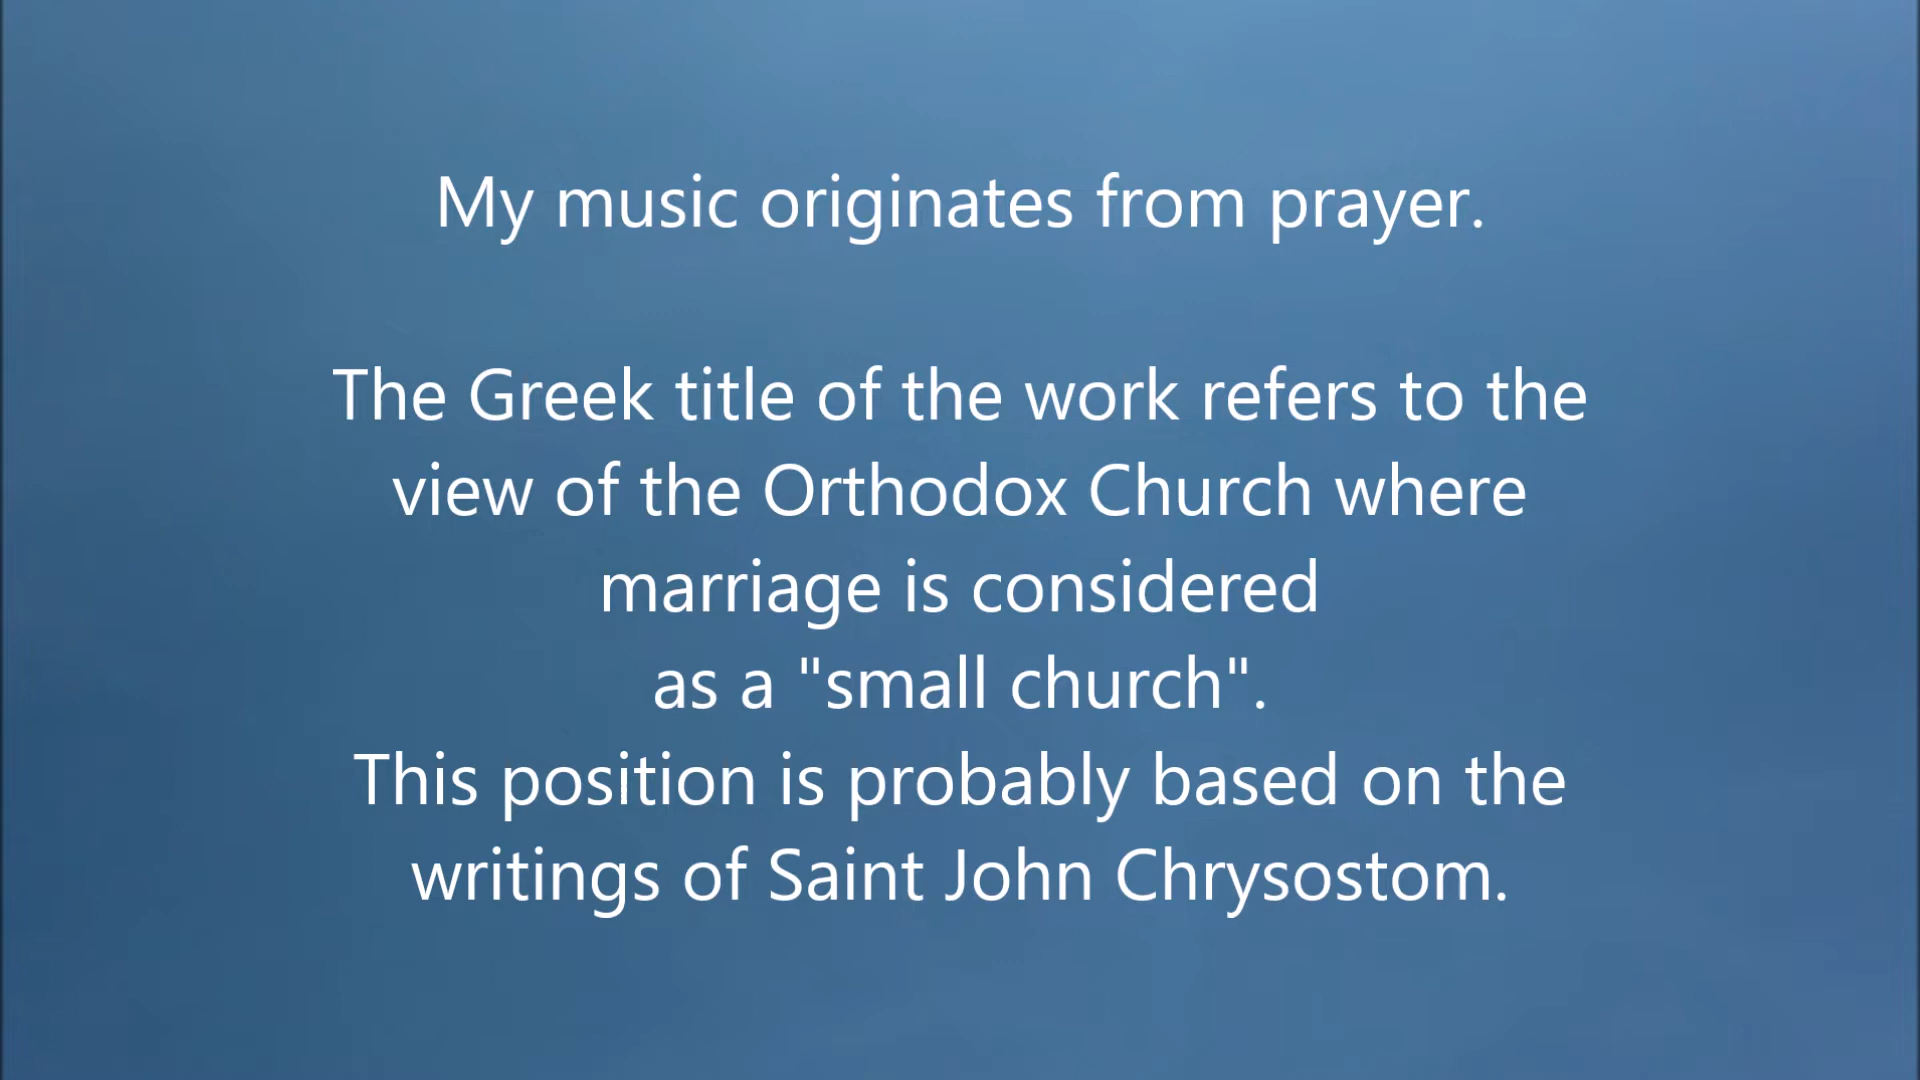 My music originates from prayer.
The Greek title of the work refers to the
view of the Orthodox Church where
marriage is considered
as a "small church".
This position is probably based on the
writings of Saint John Chrysostom.